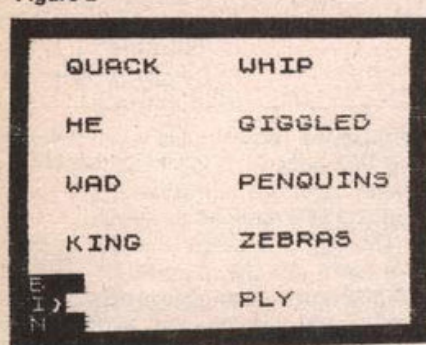 QUACK WHIP
HE GIGGLED
WAD PENQUINS
KING ZEBRAS
E
I> PLY
N